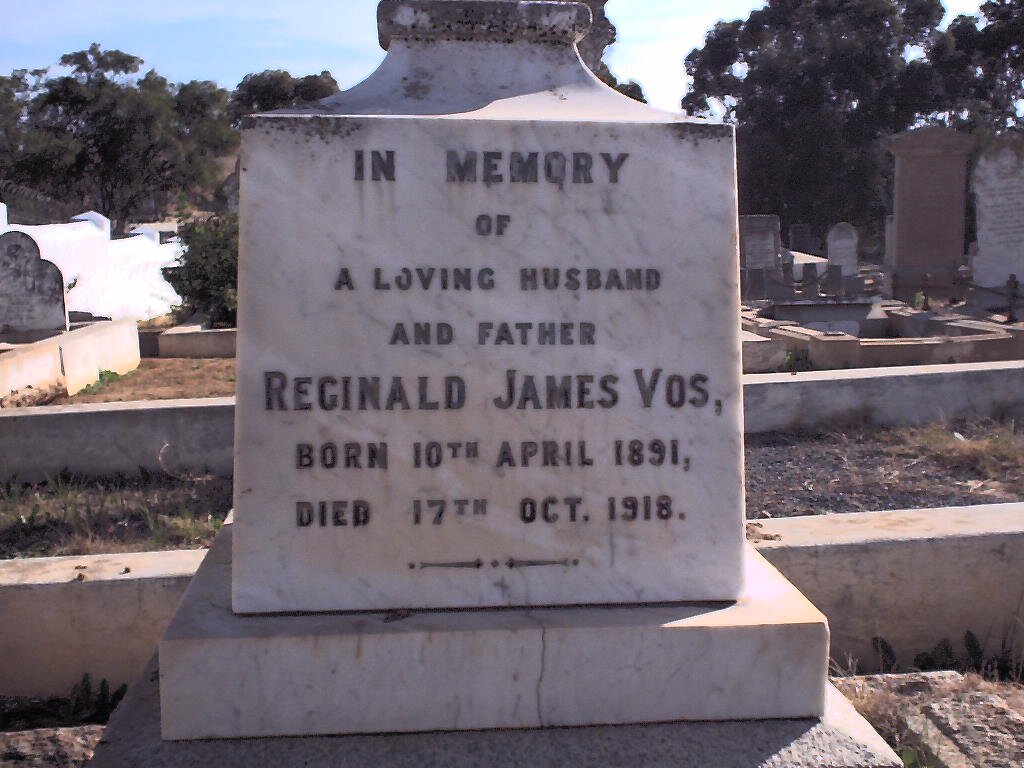 IN MEMORY
OF
A LOVING HUSBAND
AND FATHER
REGINALD JAMES VOS,
BORN 10TH APRIL 1891,
DIED 17TH OCT. 1918.